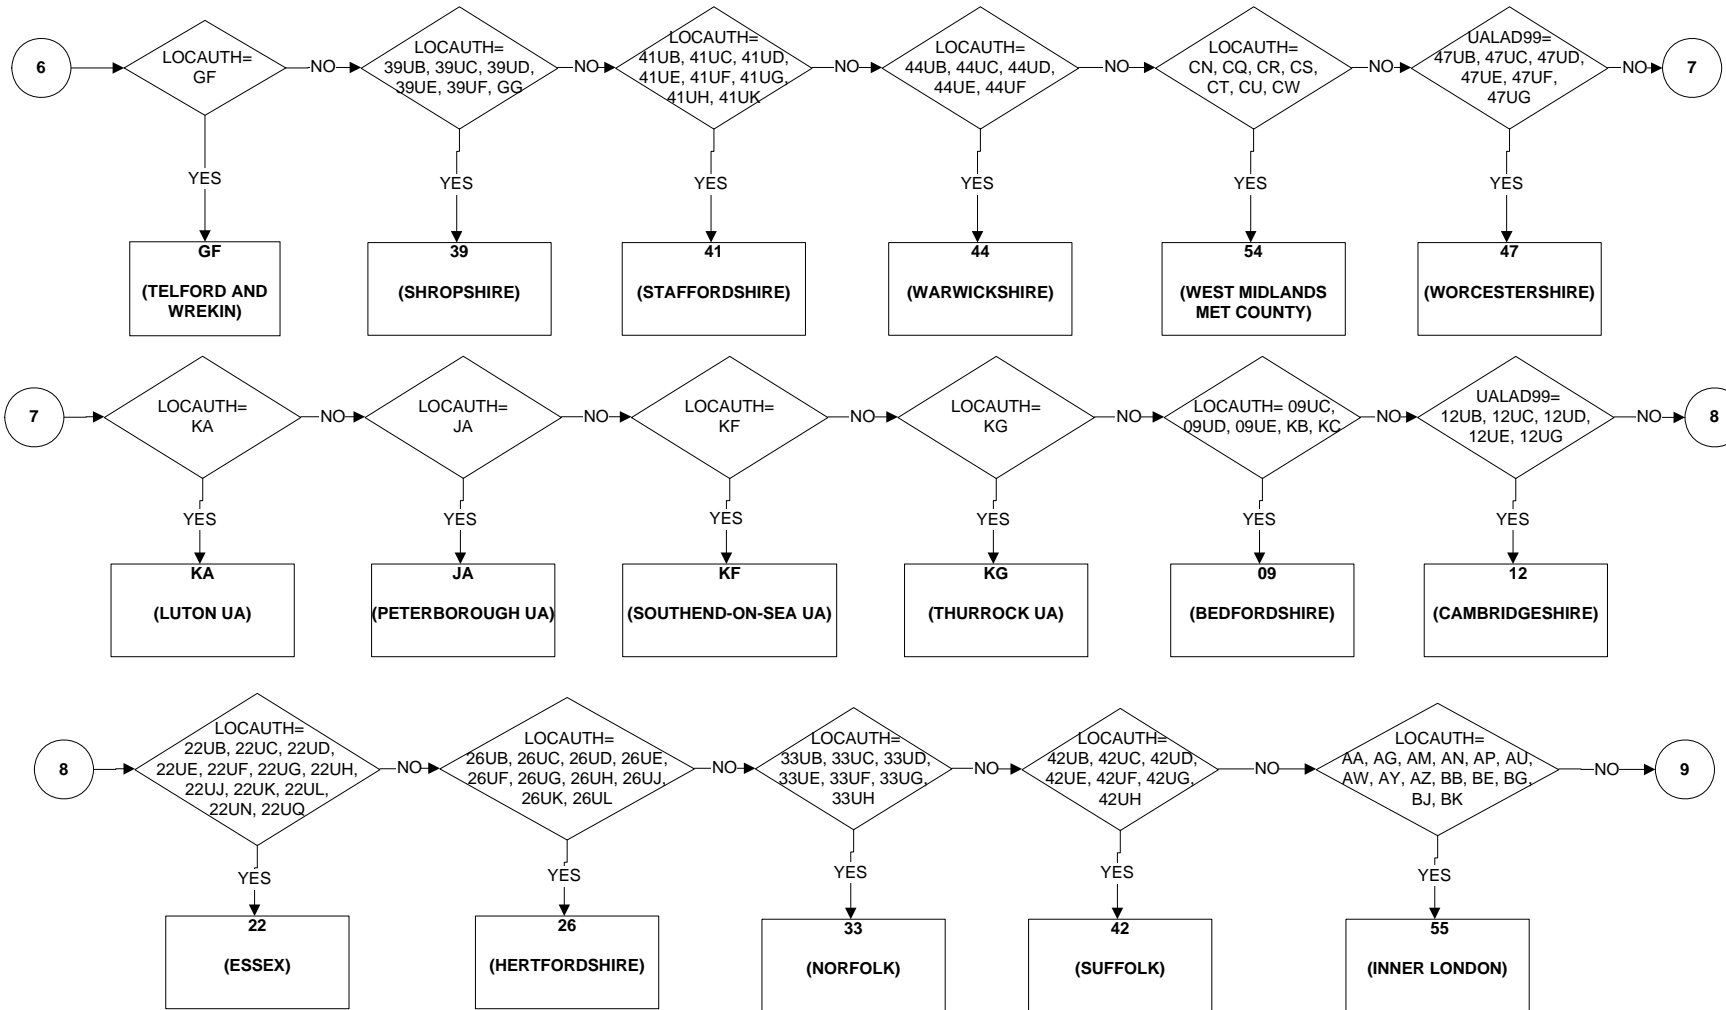 6
LOCAUTH=
GF
NO
LOCAUTH=
39UB, 39UC, 39UD,
39UE, 39UF, GG
NO
LOCAUTH=
41UB, 41UC, 41UD,
41UE, 41UF, 41UG,
41UH, 41UK
NO
LOCAUTH=
44UB, 44UC, 44UD,
44UE, 44UF
NO
LOCAUTH=
CN, CQ, CR, CS,
CT, CU, CW
NO
UALAD99=
47UB, 47UC, 47UD,
47UE, 47UF,
47UG
NO
7
YES
YES
YES
YES
YES
YES
GF
(TELFORD AND
WREKIN)
39
(SHROPSHIRE)
41
(STAFFORDSHIRE)
44
(WARWICKSHIRE)
54
(WEST MIDLANDS
MET COUNTY)
47
(WORCESTERSHIRE)
7
LOCAUTH=
KA
NO
LOCAUTH=
JA
NO
LOCAUTH=
KF
NO
LOCAUTH=
KG
NO
LOCAUTH= 09UC,
09UD, 09UE, KB, KC
NO
UALAD99=
12UB, 12UC, 12UD,
12UE, 12UG
NO
8
YES
YES
YES
YES
YES
YES
KA
(LUTON UA)
JA
(PETERBOROUGH UA)
KF
(SOUTHEND-ON-SEA UA)
KG
(THURROCK UA)
09
(BEDFORDSHIRE)
12
(CAMBRIDGESHIRE)
8
LOCAUTH=
22UB, 22UC, 22UD,
22UE, 22UF, 22UG, 22UH,
22UJ, 22UK, 22UL,
22UN, 22UQ
NO
LOCAUTH=
26UB, 26UC, 26UD, 26UE,
26UF, 26UG, 26UH, 26UJ,
26UK, 26UL
NO
LOCAUTH=
33UB, 33UC, 33UD,
33UE, 33UF, 33UG,
33UH
NO
LOCAUTH=
42UB, 42UC, 42UD,
42UE, 42UF, 42UG,
42UH
NO
LOCAUTH=
AA, AG, AM, AN, AP, AU,
AW, AY, AZ, BB, BE, BG,
BJ, BK
NO
9
YES
YES
YES
YES
YES
22
(ESSEX)
26
(HERTFORDSHIRE)
33
(NORFOLK)
42
(SUFFOLK)
55
(INNER LONDON)